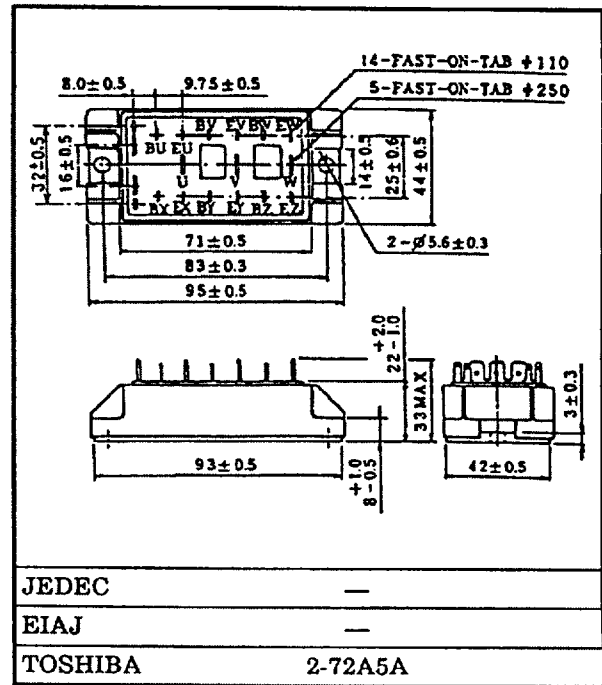 14-FAST-ON-TAB #110
5-FAST-ON-TAB #250
8.0±0.5 9.75±0.5
BV EV BW EW
BU EU
U V W
BX EX BY EY BZ EZ
32±0.5
16±0.5
14±0.5
25±0.6
44±0.5
2-Ø5.6±0.3
71±0.5
83±0.3
95±0.5
+2.0
22-1.0
33MAX
3±0.3
93±0.5
+1.0
8-0.5
42±0.5
JEDEC —
EIAJ —
TOSHIBA 2-72A5A